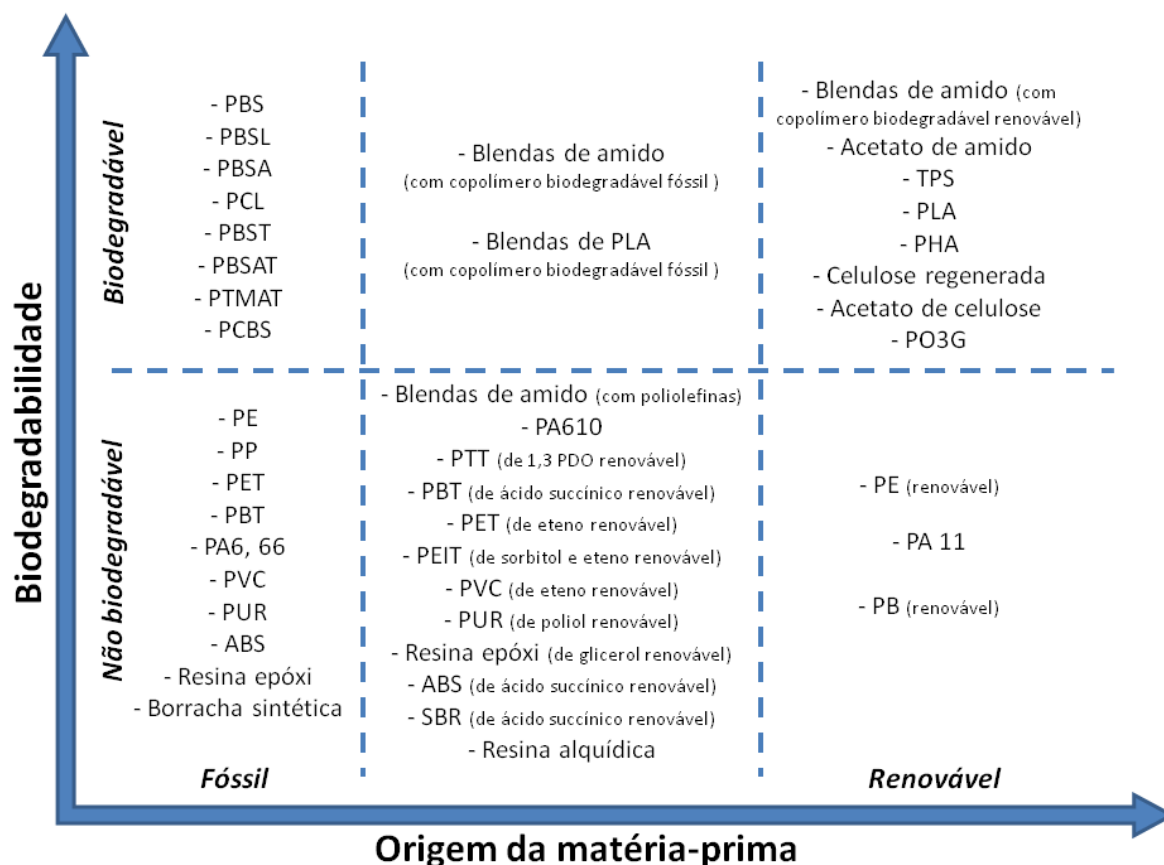 Biodegradabilidade
Biodegradável
- PBS
- PBSL
- PBSA
- PCL
- PBST
- PBSAT
- PTMAT
- PCBS
- Blendas de amido
(com copolímero biodegradável fóssil )
- Blendas de PLA
(com copolímero biodegradável fóssil )
- Blendas de amido (com
copolímero biodegradável renovável)
- Acetato de amido
- TPS
- PLA
- PHA
- Celulose regenerada
- Acetato de celulose
- PO3G
Não biodegradável
- PE
- PP
- PET
- PBT
- PA6, 66
- PVC
- PUR
- ABS
- Resina epóxi
- Borracha sintética
- Blendas de amido (com poliolefinas)
- PA610
- PTT (de 1,3 PDO renovável)
- PBT (de ácido succínico renovável)
- PET (de eteno renovável)
- PEIT (de sorbitol e eteno renovável)
- PVC (de eteno renovável)
- PUR (de poliol renovável)
- Resina epóxi (de glicerol renovável)
- ABS (de ácido succínico renovável)
- SBR (de ácido succínico renovável)
- Resina alquídica
- PE (renovável)
- PA 11
- PB (renovável)
Fóssil
Renovável
Origem da matéria-prima